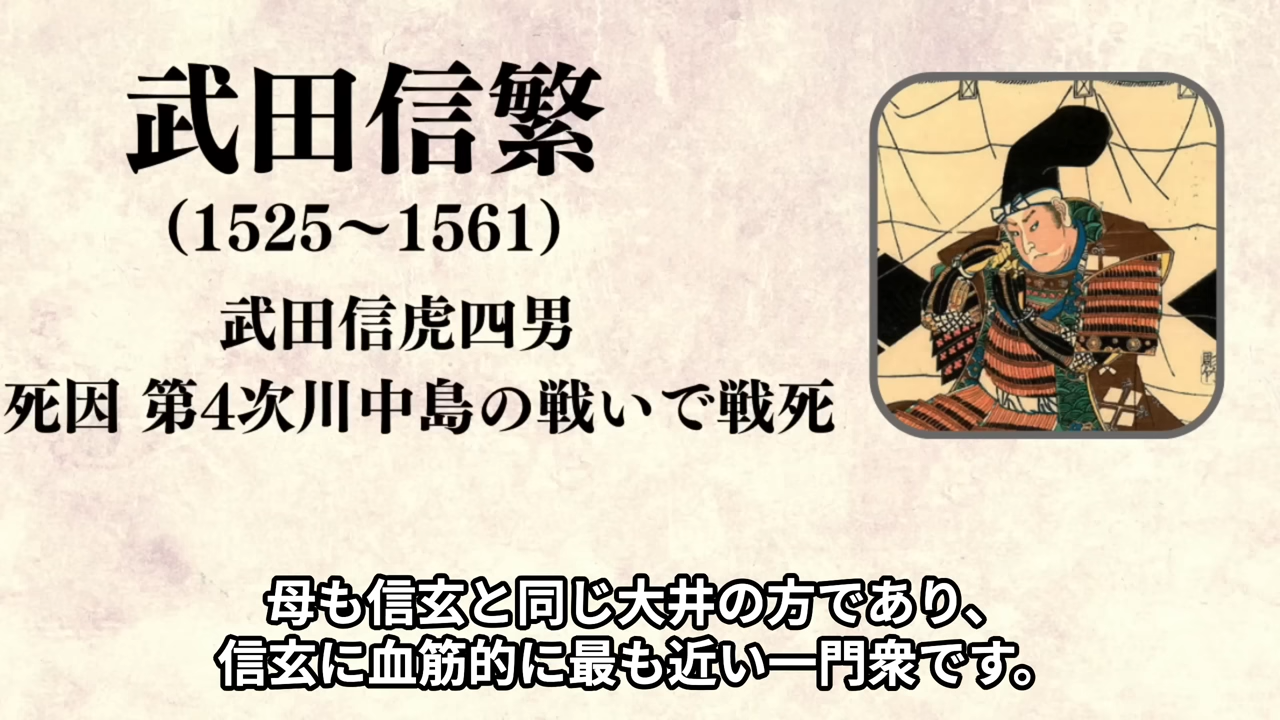 武田信繁
（1525～1561）
武田信虎四男
死因 第4次川中島の戦いで戦死
母も信玄と同じ大井の方であり、
信玄に血筋的に最も近い一門衆です。